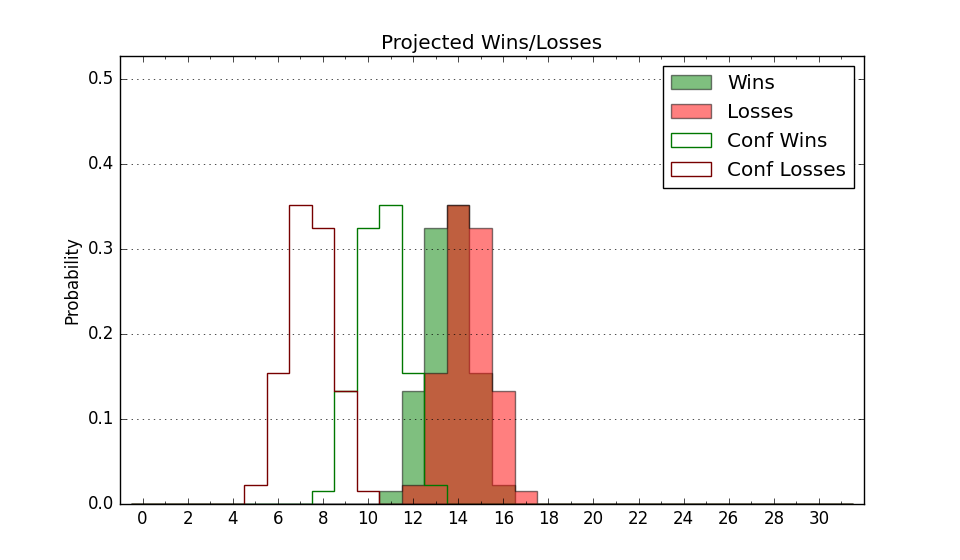 Projected Wins/Losses
0.5
0.4
0.3
0.2
0.1
0.0
Probability
Wins
Losses
Conf Wins
Conf Losses
0 2 4 6 8 10 12 14 16 18 20 22 24 26 28 30